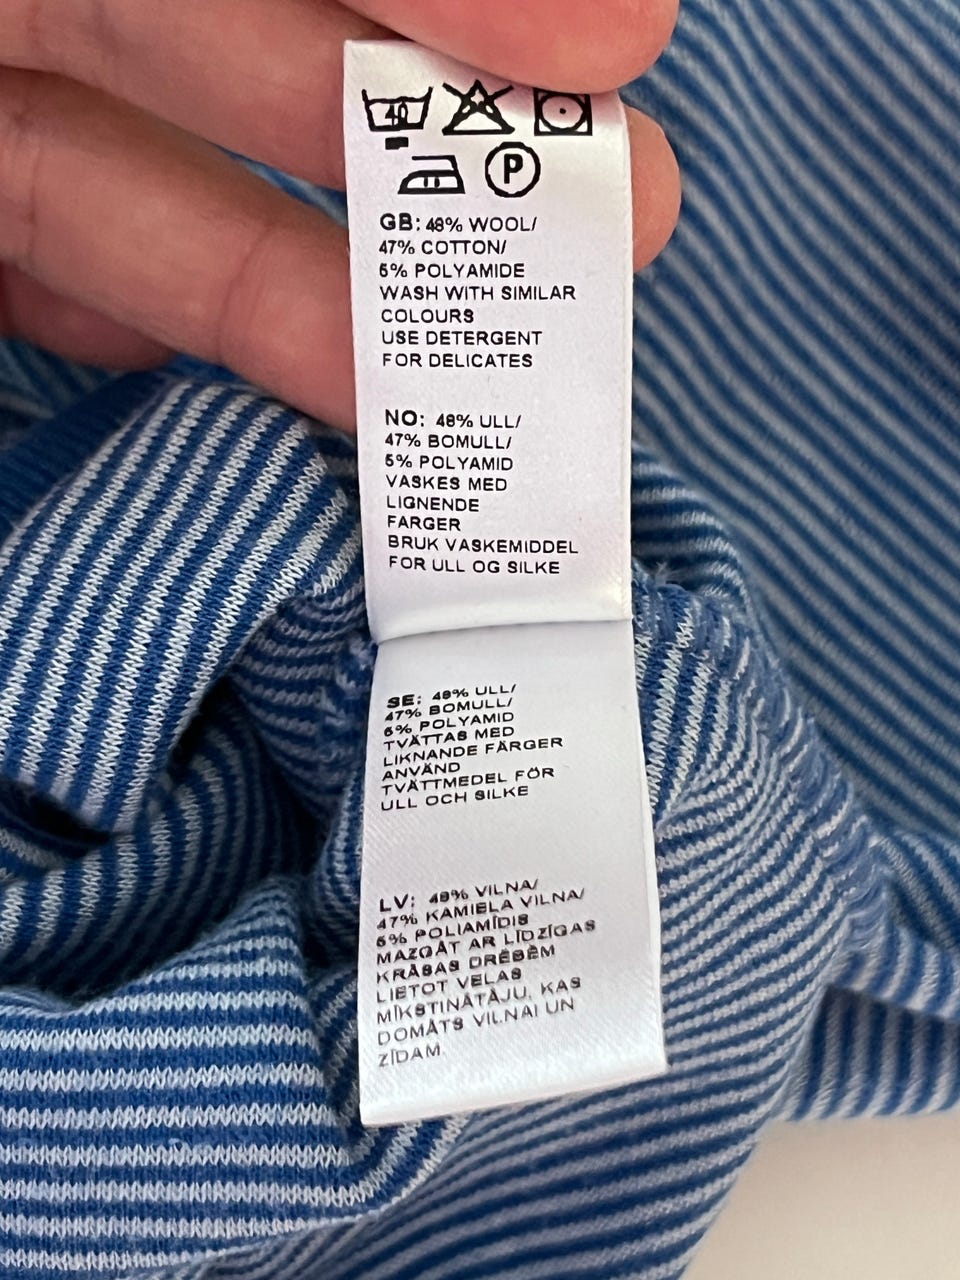 40
P
GB: 48% WOOL/
47% COTTON/
5% POLYAMIDE
WASH WITH SIMILAR
COLOURS
USE DETERGENT
FOR DELICATES
NO: 48% ULL/
47% BOMULL/
5% POLYAMID
VASKES MED
LIGNENDE
FARGER
BRUK VASKEMIDDEL
FOR ULL OG SILKE
SE: 48% ULL/
47% BOMULL/
5% POLYAMID
TVÄTTAS MED
LIKNANDE FÄRGER
ANVÄND
TVÄTTMEDEL FÖR
ULL OCH SILKE
LV: 48% VILNA/
47% KAMIELA VILNA/
5% POLIAMĪDIS
MAZGĀT AR LĪDZĪGAS
KRĀSAS DRĒBĒM
LIETOT VEĻAS
MĪKSTINĀTĀJU, KAS
DOMĀTS VILNAI UN
ZĪDAM